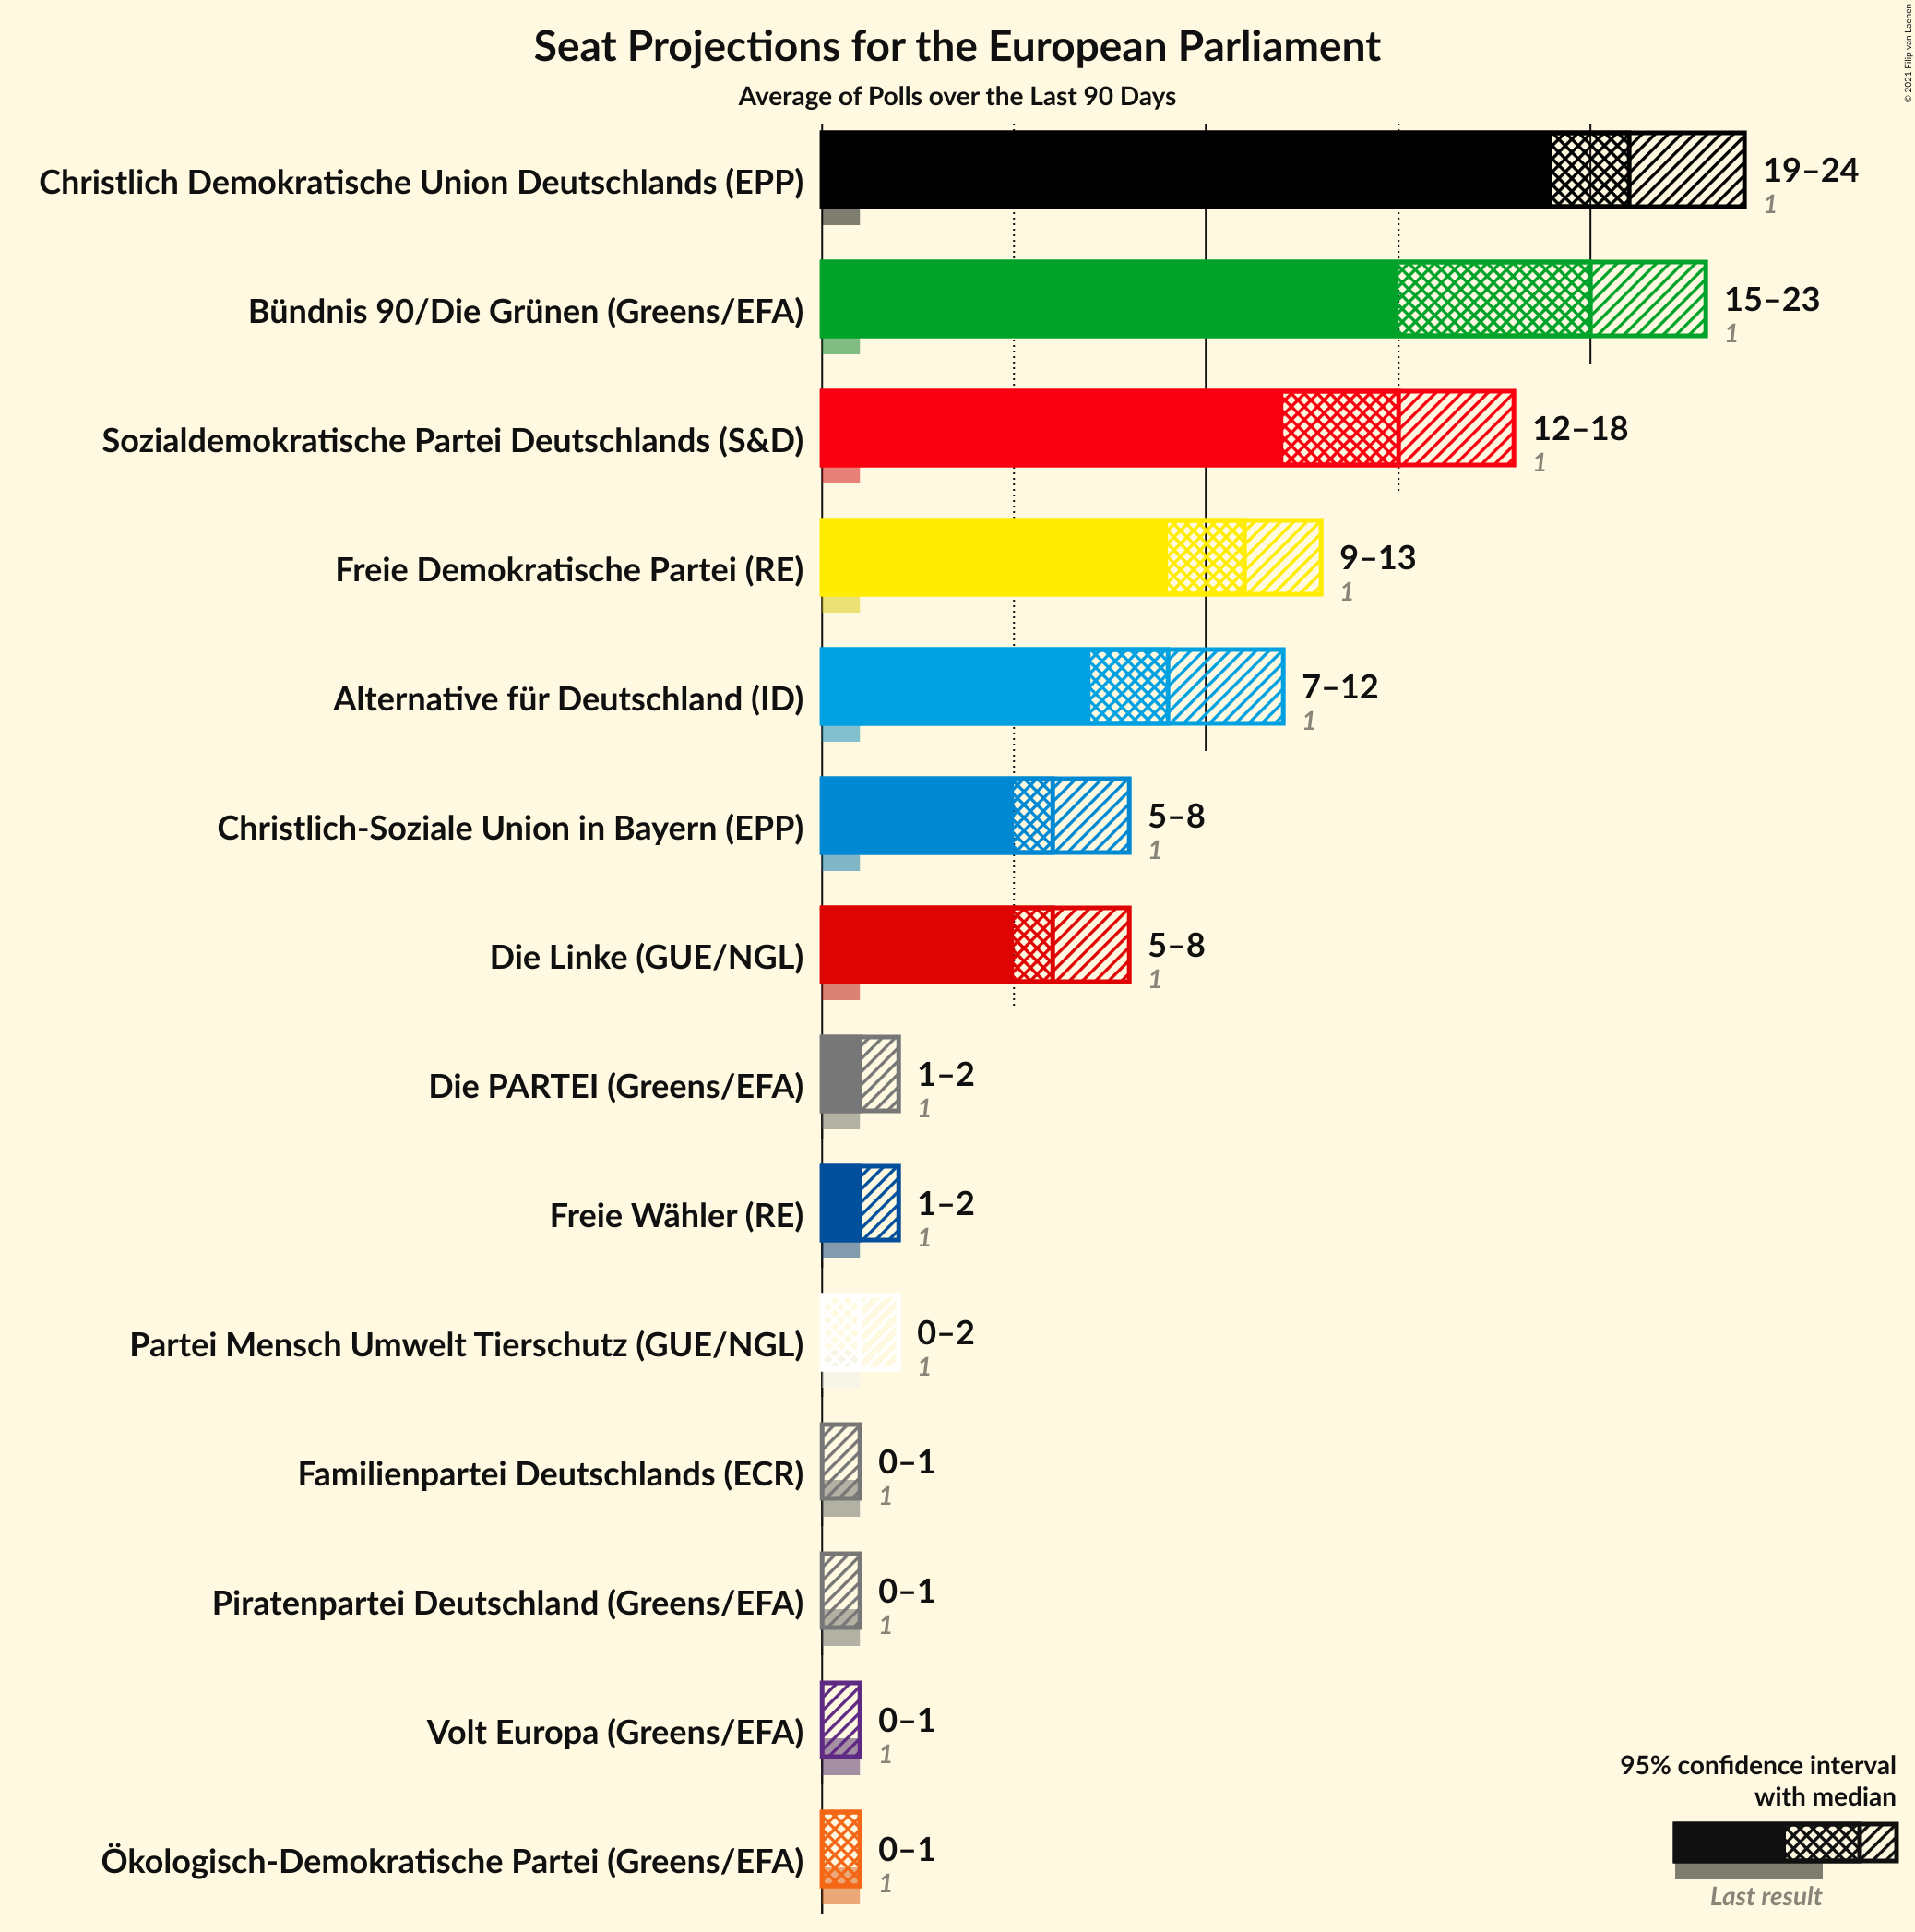 Seat Projections for the European Parliament
Average of Polls over the Last 90 Days
© 2021 Filip van Laenen
Christlich Demokratische Union Deutschlands (EPP)
19–24
1
Bündnis 90/Die Grünen (Greens/EFA)
15–23
1
Sozialdemokratische Partei Deutschlands (S&D)
12–18
1
Freie Demokratische Partei (RE)
9–13
1
Alternative für Deutschland (ID)
7–12
1
Christlich-Soziale Union in Bayern (EPP)
5–8
1
Die Linke (GUE/NGL)
5–8
1
Die PARTEI (Greens/EFA)
1–2
1
Freie Wähler (RE)
1–2
1
Partei Mensch Umwelt Tierschutz (GUE/NGL)
0–2
1
Familienpartei Deutschlands (ECR)
0–1
1
Piratenpartei Deutschland (Greens/EFA)
0–1
1
Volt Europa (Greens/EFA)
0–1
1
Ökologisch-Demokratische Partei (Greens/EFA)
0–1
1
95% confidence interval
with median
Last result